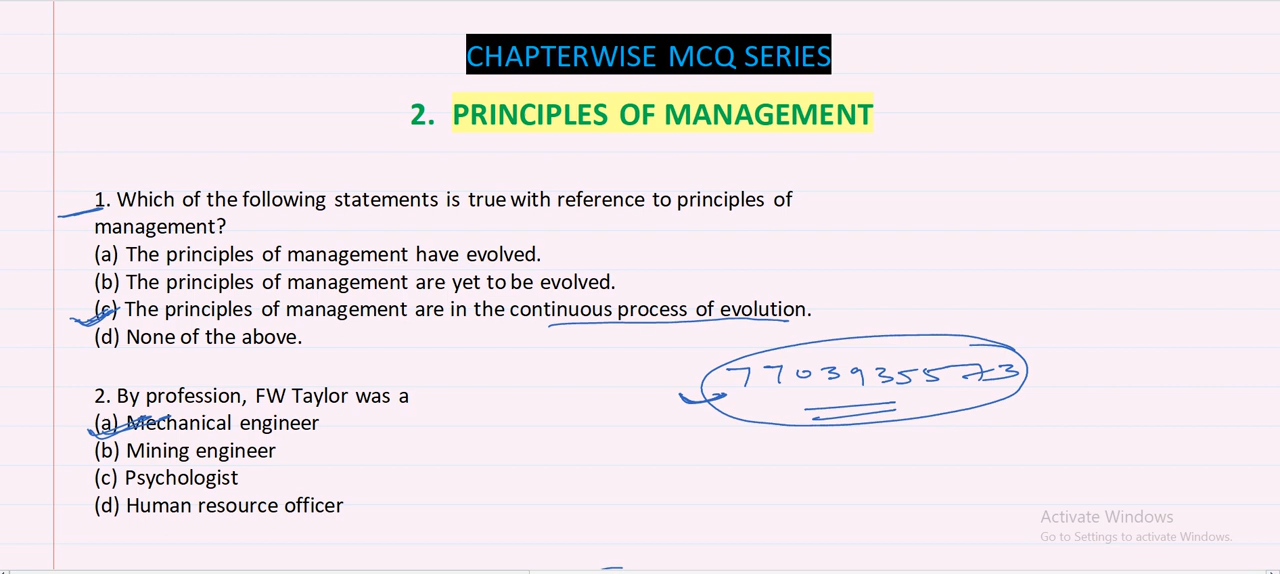 CHAPTERWISE MCQ SERIES
2. PRINCIPLES OF MANAGEMENT
1. Which of the following statements is true with reference to principles of
management?
(a) The principles of management have evolved.
(b) The principles of management are yet to be evolved.
(c) The principles of management are in the continuous process of evolution.
(d) None of the above.
7703935573
2. By profession, FW Taylor was a
(a) Mechanical engineer
(b) Mining engineer
(c) Psychologist
(d) Human resource officer
Activate Windows
Go to Settings to activate Windows.